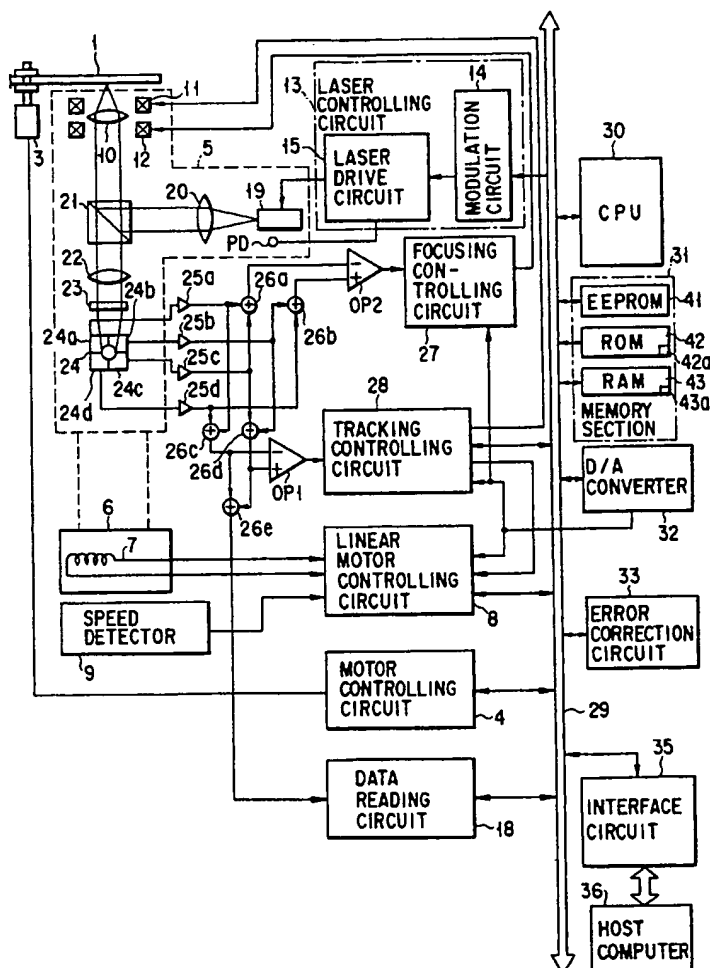 1
11
10
12
3
5
21
20
19
PD
22
23
24b
24a
24
24c
24d
25a
25b
25c
25d
26a
26b
26c
26d
26e
OP2
OP1
13
LASER
CONTROLLING
CIRCUIT
14
MODULATION
CIRCUIT
15
LASER
DRIVE
CIRCUIT
FOCUSING
CON-
TROLLING
CIRCUIT
27
28
TRACKING
CONTROLLING
CIRCUIT
6
7
LINEAR
MOTOR
CONTROLLING
CIRCUIT
8
SPEED
DETECTOR
9
MOTOR
CONTROLLING
CIRCUIT
4
DATA
READING
CIRCUIT
18
30
CPU
31
EEPROM
41
ROM
42
42a
RAM
43
43a
MEMORY
SECTION
D/A
CONVERTER
32
33
ERROR
CORRECTION
CIRCUIT
29
35
INTERFACE
CIRCUIT
36
HOST
COMPUTER